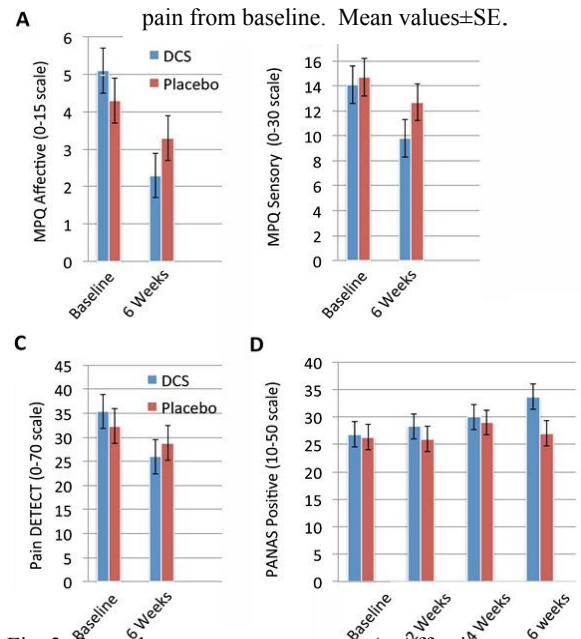 pain from baseline. Mean values±SE.
A
6
5
4
3
2
1
0
MPQ Affective (0-15 scale)
DCS
Placebo
Baseline
6 Weeks
16
14
12
10
8
6
4
2
0
MPQ Sensory (0-30 scale)
Baseline
6 Weeks
C
45
40
35
30
25
20
15
10
5
0
Pain DETECT (0-70 scale)
DCS
Placebo
Baseline
6 Weeks
D
40
35
30
25
20
15
10
5
0
PANAS Positive (10-50 scale)
Baseline
2 Weeks
4 Weeks
6 weeks